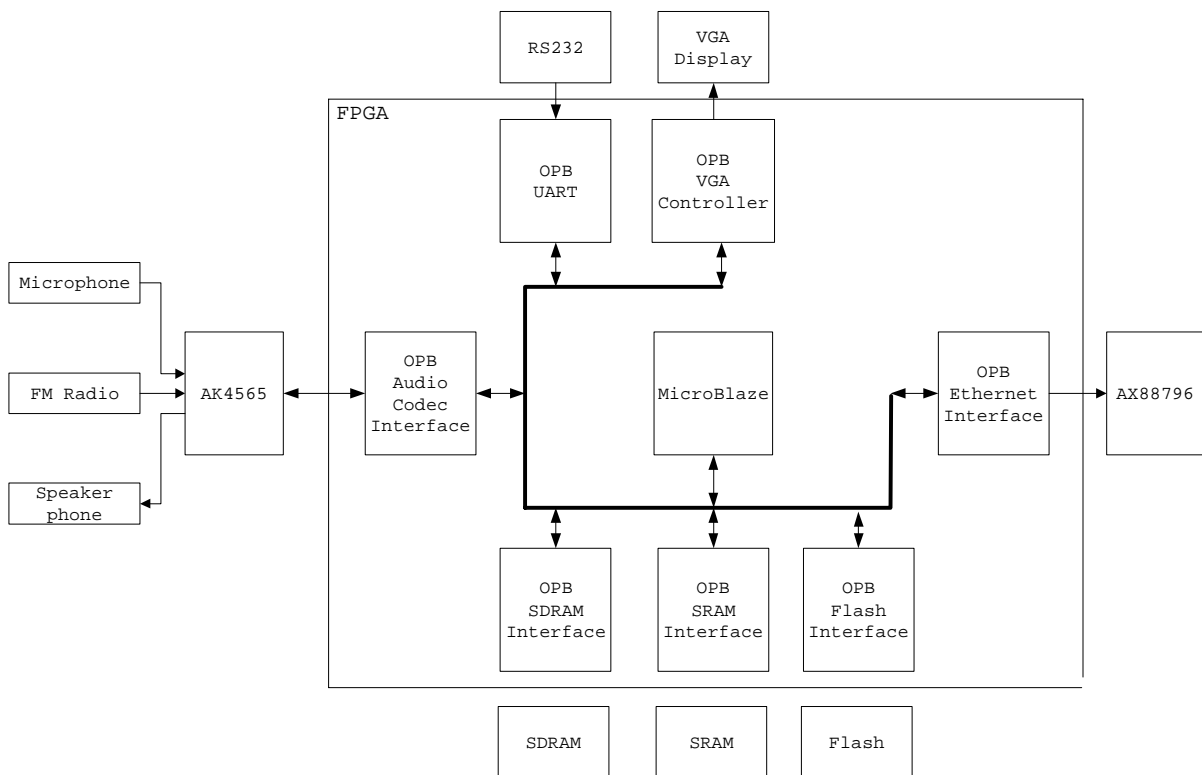 RS232
VGA
Display
FPGA
OPB
UART
OPB
VGA
Controller
Microphone
FM Radio
Speaker
phone
AK4565
OPB
Audio
Codec
Interface
MicroBlaze
OPB
Ethernet
Interface
AX88796
OPB
SDRAM
Interface
OPB
SRAM
Interface
OPB
Flash
Interface
SDRAM
SRAM
Flash